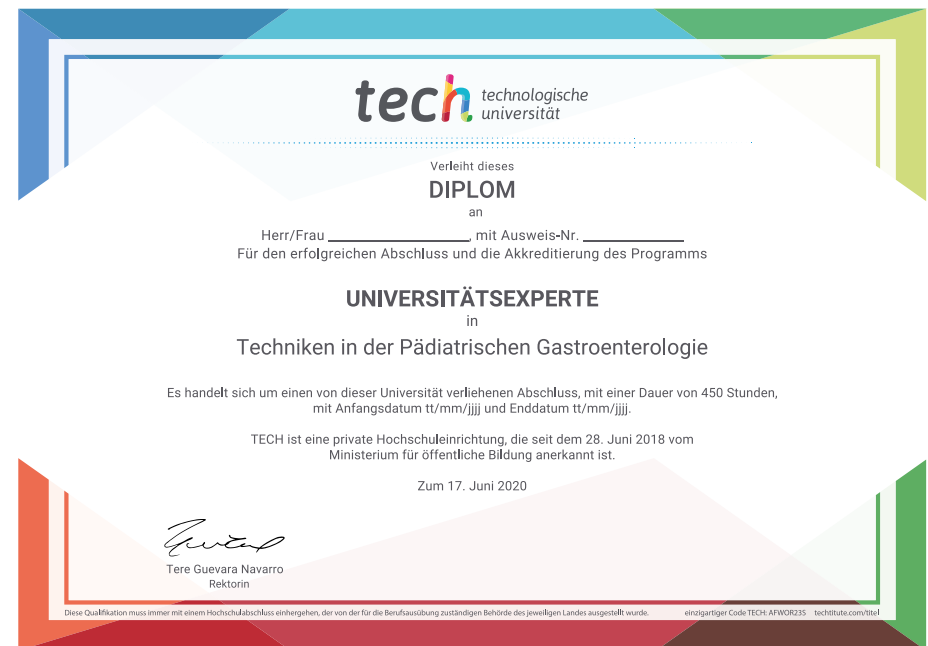 tech technologische
universität
Verleiht dieses
DIPLOM
an
Herr/Frau ____________________, mit Ausweis-Nr. ______________
Für den erfolgreichen Abschluss und die Akkreditierung des Programms
UNIVERSITÄTSEXPERTE
in
Techniken in der Pädiatrischen Gastroenterologie
Es handelt sich um einen von dieser Universität verliehenen Abschluss, mit einer Dauer von 450 Stunden,
mit Anfangsdatum tt/mm/jjjj und Enddatum tt/mm/jjjj.
TECH ist eine private Hochschuleinrichtung, die seit dem 28. Juni 2018 vom
Ministerium für öffentliche Bildung anerkannt ist.
Zum 17. Juni 2020
Tere Guevara Navarro
Rektorin
Diese Qualifikation muss immer mit einem Hochschulabschluss einhergehen, der von der für die Berufsausübung zuständigen Behörde des jeweiligen Landes ausgestellt wurde. einzigartiger Code TECH: AFWOR23S techtitute.com/titel